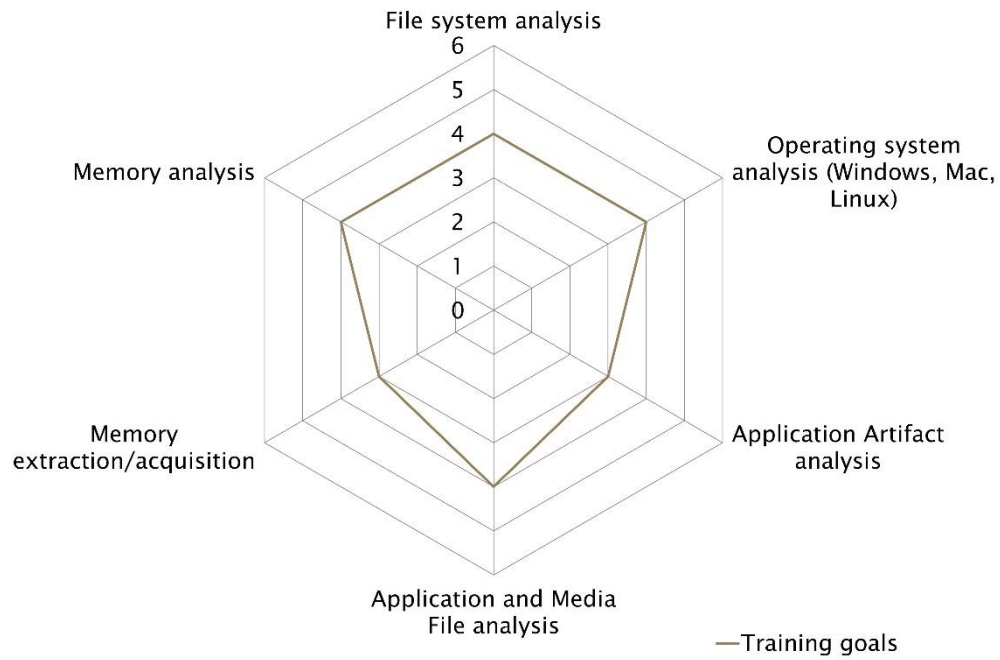 File system analysis
6
5
4
3
2
1
0
Operating system
analysis (Windows, Mac,
Linux)
Application Artifact
analysis
Application and Media
File analysis
Memory
extraction/acquisition
Memory analysis
Training goals